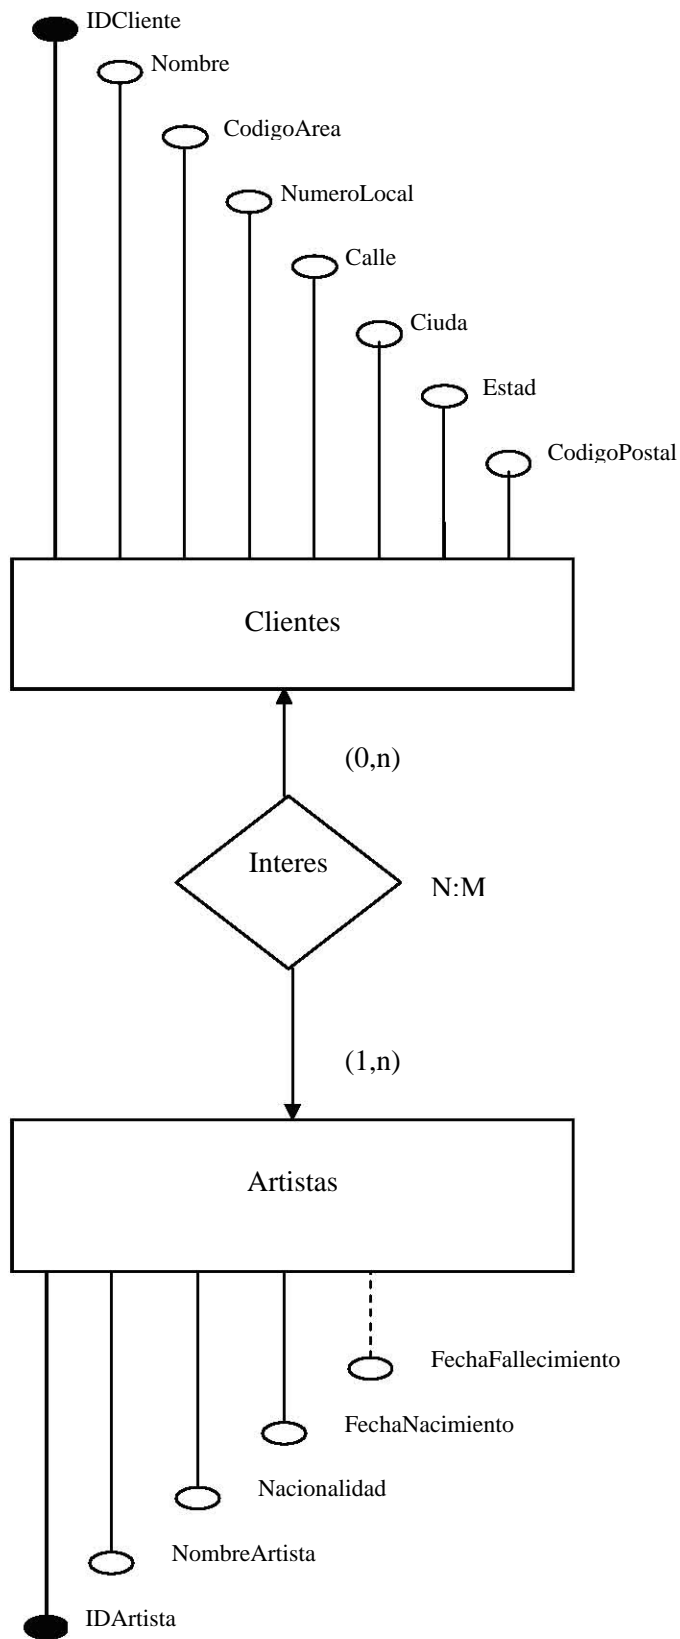 IDCliente
Nombre
CodigoArea
NumeroLocal
Calle
Ciuda
Estad
CodigoPostal
Clientes
(0,n)
Interes
N:M
(1,n)
Artistas
FechaFallecimiento
FechaNacimiento
Nacionalidad
NombreArtista
IDArtista